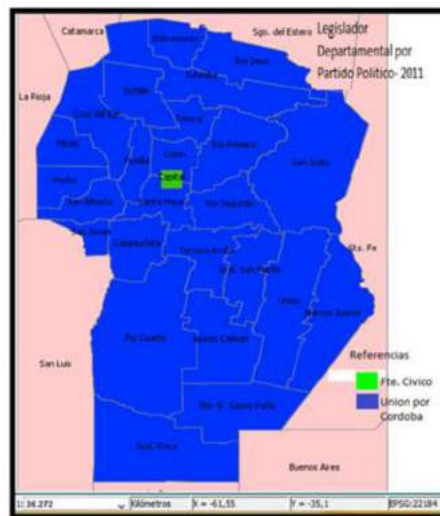 Catamarca
Sgo. del Estero
Legislador
Departamental por
Partido Politico- 2011
Sobremonte
Rio Seco
Tulumba
La Rioja
Ischilin
Cruz del Eje
Totoral
Minas
Colon
Rio Primero
Punilla
San Justo
Pocho
Capital
San Alberto
Santa Maria
Rio Segundo
San Javier
Calamuchita
Tercero Arriba
Sta. Fe
Gral. San Martin
Union
Marcos Juarez
Rio Cuarto
Juarez Celman
San Luis
Referencias
Fte. Civico
Union por
Cordoba
Pte. R. Saenz Peña
Gral. Roca
Buenos Aires
1: 34.272
Kilómetros
X = -61,55
Y = -35,1
EPSG:22184